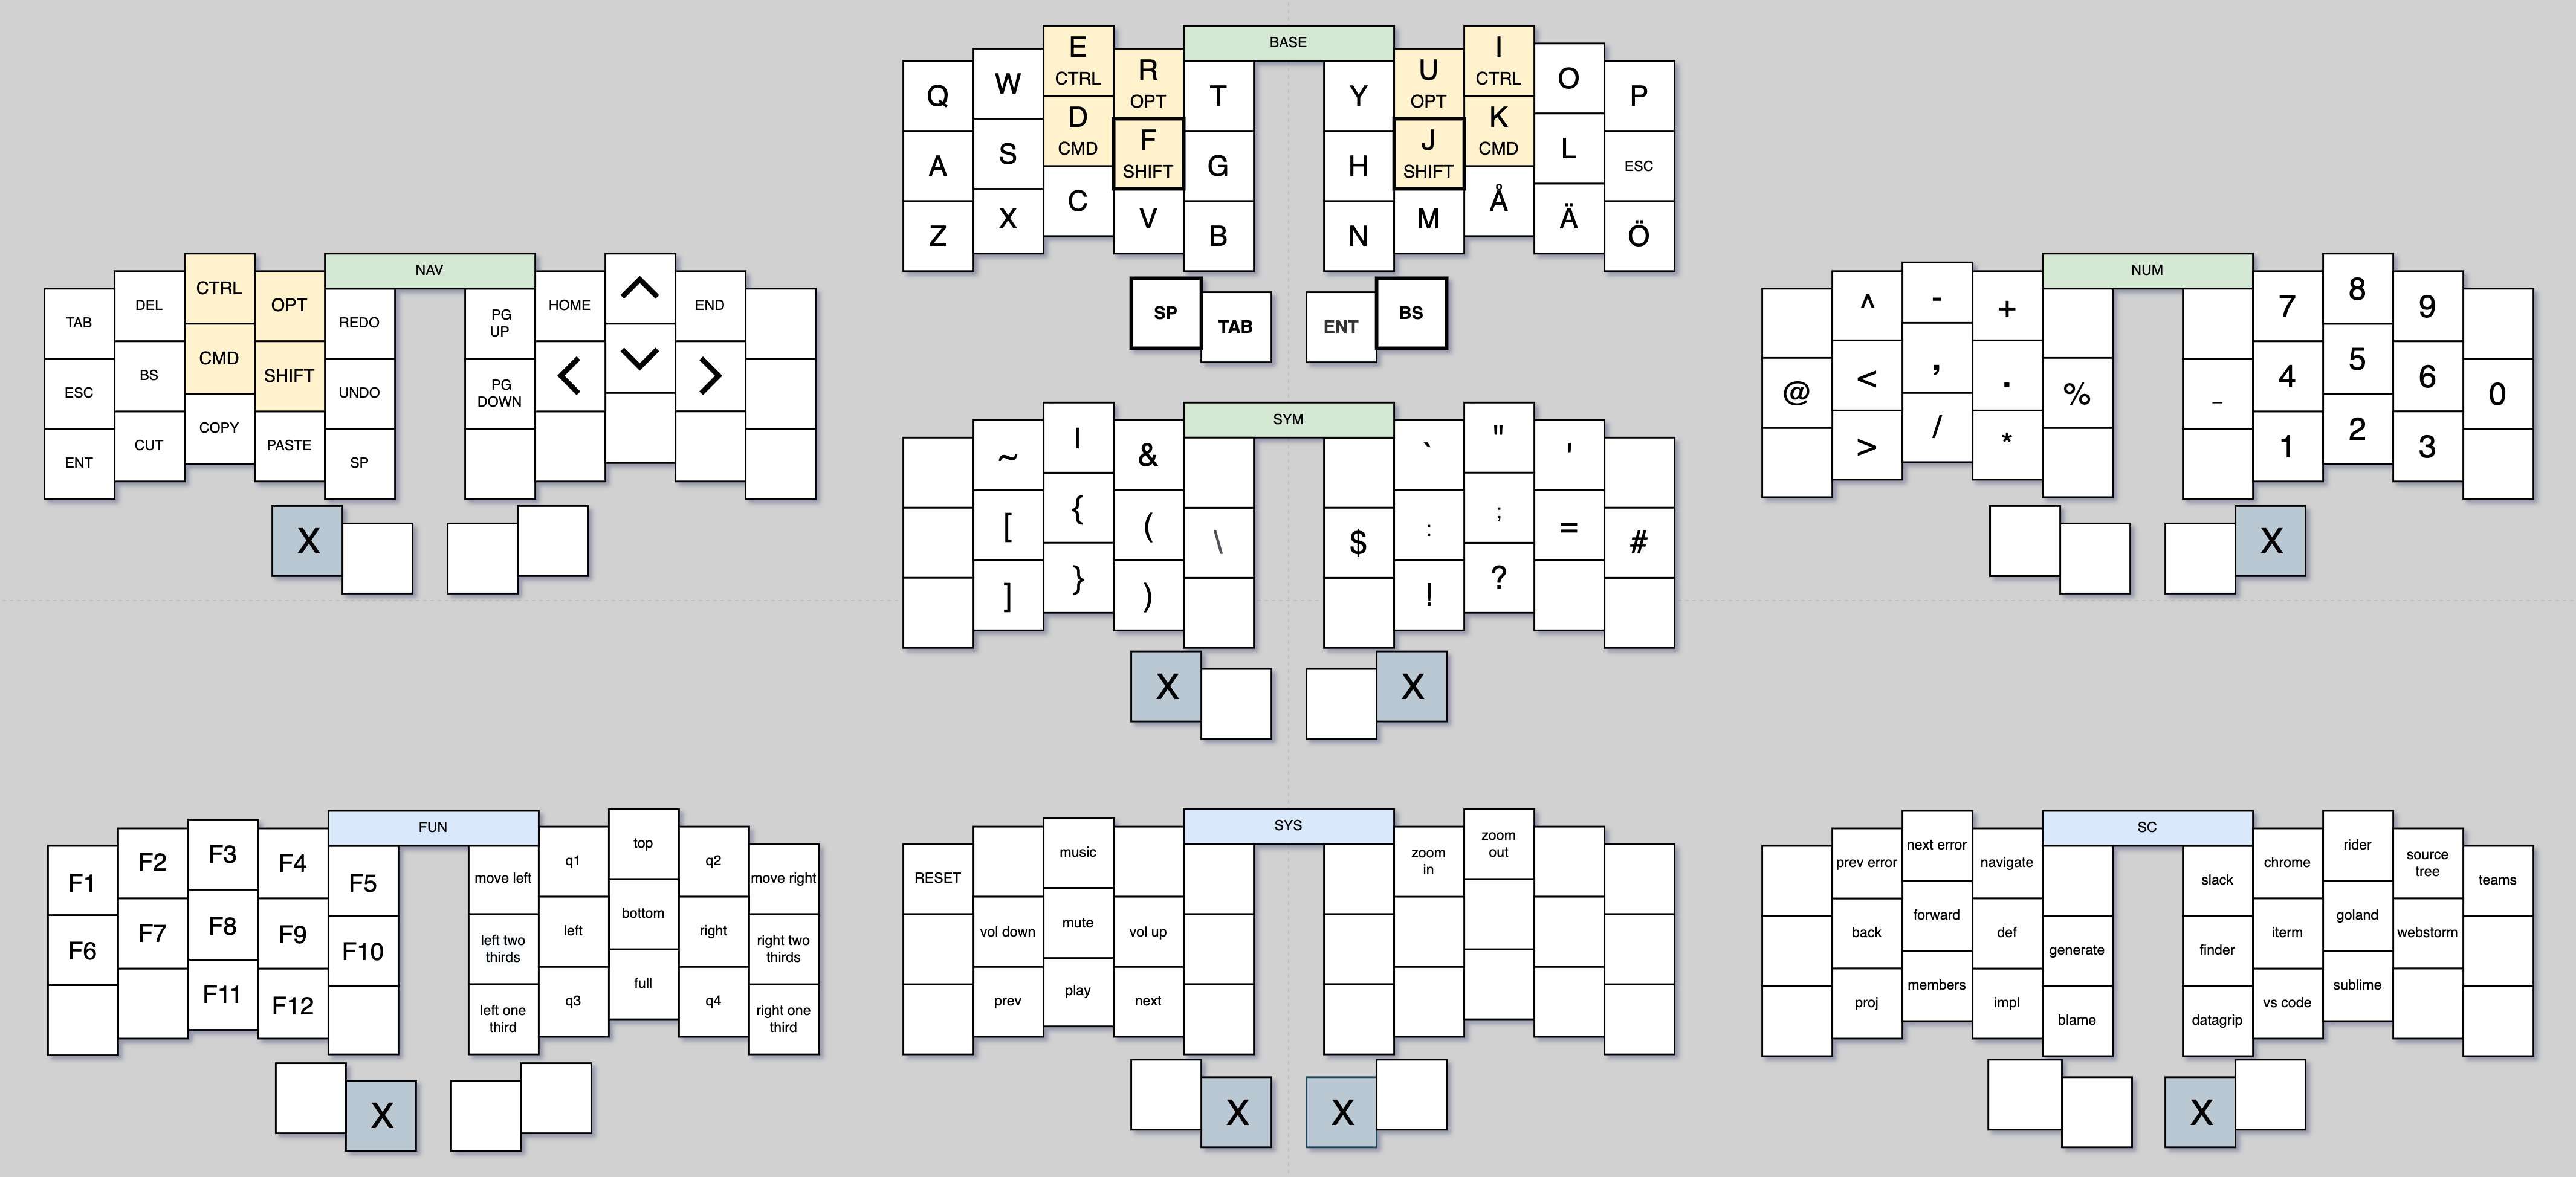 BASE
Q W E R T Y U I O P
CTRL OPT OPT CTRL
A S D F G H J K L ESC
CMD SHIFT SHIFT CMD
Z X C V B N M Å Ä Ö
SP TAB ENT BS
NAV
TAB DEL CTRL OPT REDO PG UP HOME ^ END
ESC BS CMD SHIFT UNDO PG DOWN < v >
ENT CUT COPY PASTE SP
X
SYM
~ | & ` " '
[ { ( \ $ : ; = #
] } ) ! ?
X X
NUM
^ - + 7 8 9
@ < , . % _ 4 5 6 0
> / * 1 2 3
X
FUN
F1 F2 F3 F4 F5 move left q1 top q2 move right
F6 F7 F8 F9 F10 left two thirds left bottom right right two thirds
F11 F12 left one third q3 full q4 right one third
X
SYS
RESET music zoom in zoom out
vol down mute vol up
prev play next
X X
SC
prev error next error navigate slack chrome rider source tree teams
back forward def generate finder iterm goland webstorm
proj members impl blame datagrip vs code sublime
X